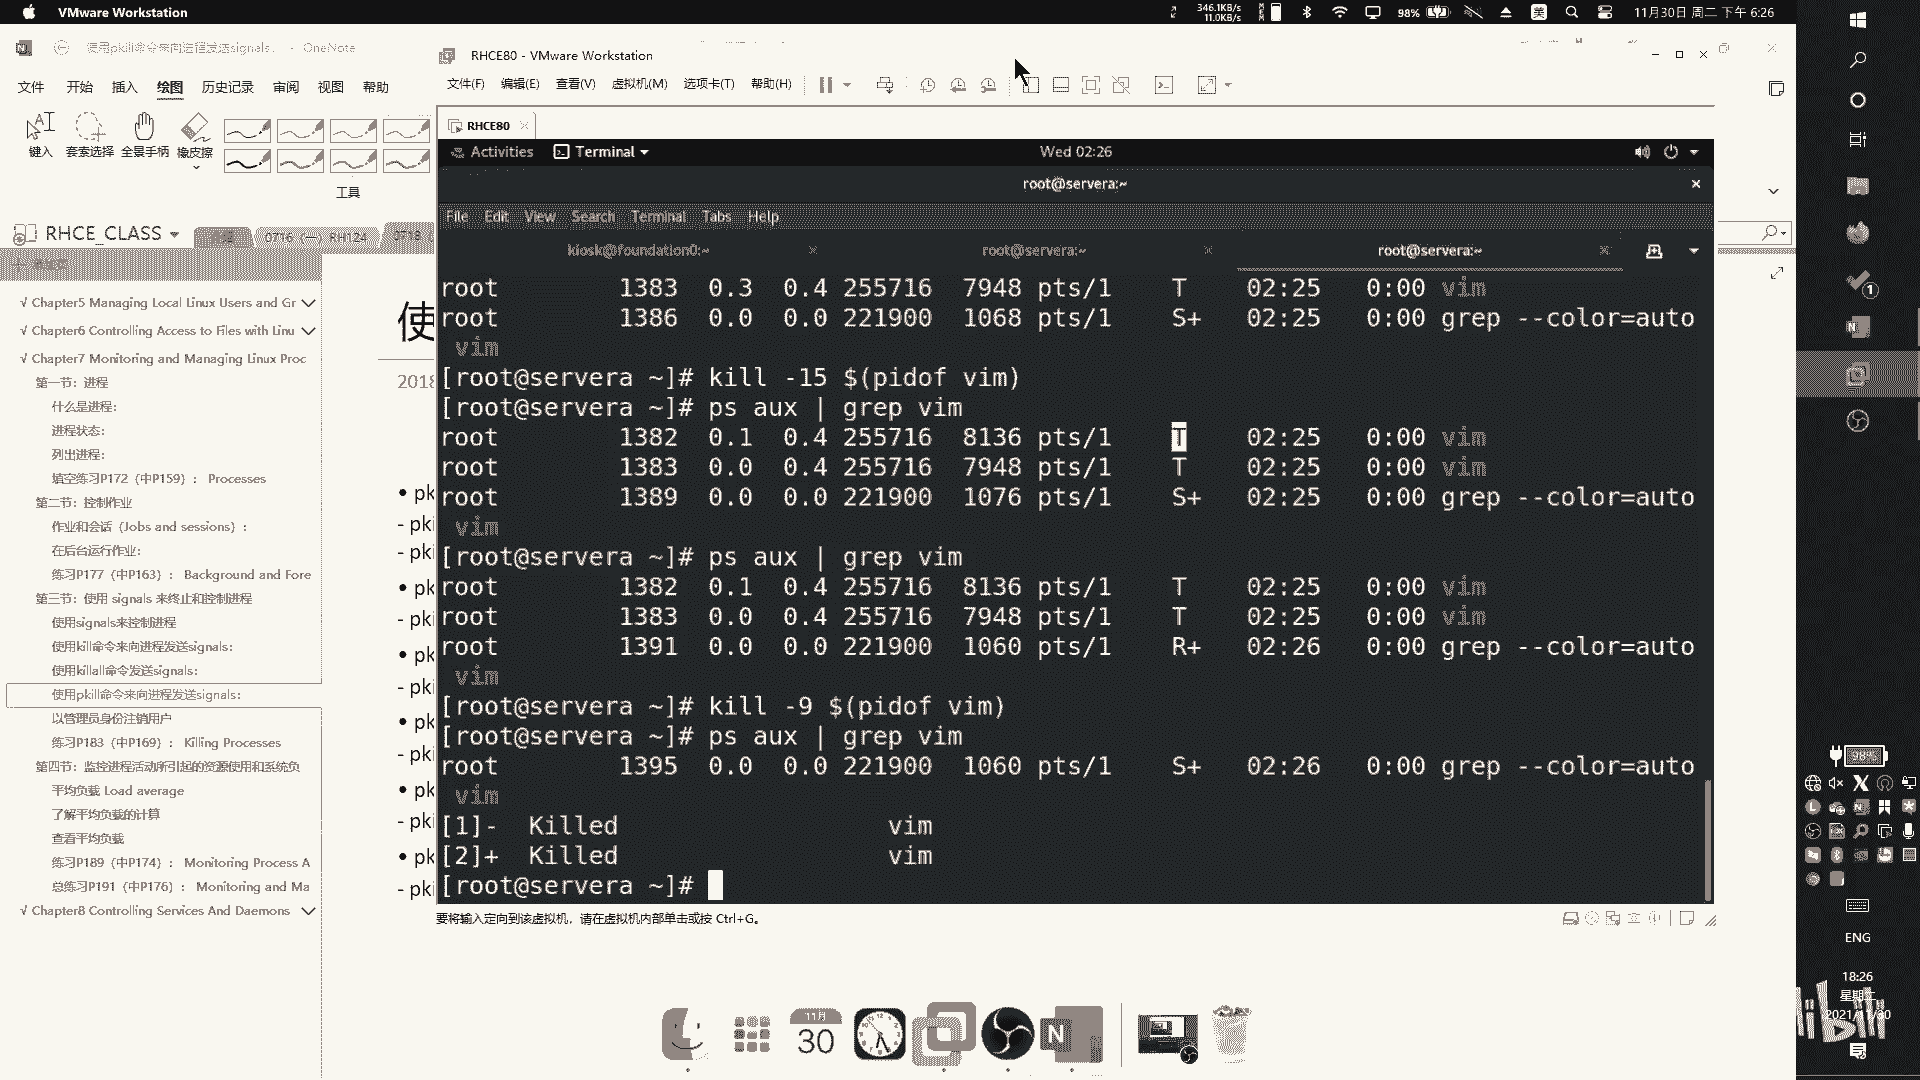 VMware Workstation
346.1KB/s
11.0KB/s
98%
英
11月30日 周二 下午 6:26
使用pkill命令来向进程发送signals. - OneNote
RHCE80 - VMware Workstation
文件 开始 插入 绘图 历史记录 审阅 视图 帮助
文件(F) 编辑(E) 查看(V) 虚拟机(M) 选项卡(T) 帮助(H)
键入 套索选择 全景手柄 橡皮擦
工具
RHCE80
Activities Terminal Wed 02:26
root@servera:~
File Edit View Search Terminal Tabs Help
kiosk@foundation0:~ root@servera:~ root@servera:~
RHCE_CLASS
0716 (一) RH124
0718
√ Chapter5 Managing Local Linux Users and Gr
√ Chapter6 Controlling Access to Files with Linu
√ Chapter7 Monitoring and Managing Linux Proc
第一节：进程
什么是进程:
进程状态:
列出进程:
填空练习P172（中P159）： Processes
第二节：控制作业
作业和会话（Jobs and sessions）:
在后台运行作业:
练习P177（中P163）： Background and Fore
第三节：使用 signals 来终止和控制进程
使用signals来控制进程
使用kill命令来向进程发送signals:
使用killall命令发送signals:
使用pkill命令来向进程发送signals:
以管理员身份注销用户
练习P183（中P169）： Killing Processes
第四节：监控进程活动所引起的资源使用和系统负
平均负载 Load average
了解平均负载的计算
查看平均负载
练习P189（中P174）： Monitoring Process A
总练习P191（中P176）： Monitoring and Ma
√ Chapter8 Controlling Services And Daemons
使
2018
• pk
- pki
- pki
• pk
- pki
• pk
- pki
• pk
- pki
• pk
- pki
• pk
- pki
root 1383 0.3 0.4 255716 7948 pts/1 T 02:25 0:00 vim
root 1386 0.0 0.0 221900 1068 pts/1 S+ 02:25 0:00 grep --color=auto
vim
[root@servera ~]# kill -15 $(pidof vim)
[root@servera ~]# ps aux | grep vim
root 1382 0.1 0.4 255716 8136 pts/1 T 02:25 0:00 vim
root 1383 0.0 0.4 255716 7948 pts/1 T 02:25 0:00 vim
root 1389 0.0 0.0 221900 1076 pts/1 S+ 02:25 0:00 grep --color=auto
vim
[root@servera ~]# ps aux | grep vim
root 1382 0.1 0.4 255716 8136 pts/1 T 02:25 0:00 vim
root 1383 0.0 0.4 255716 7948 pts/1 T 02:25 0:00 vim
root 1391 0.0 0.0 221900 1060 pts/1 R+ 02:26 0:00 grep --color=auto
vim
[root@servera ~]# kill -9 $(pidof vim)
[root@servera ~]# ps aux | grep vim
root 1395 0.0 0.0 221900 1060 pts/1 S+ 02:26 0:00 grep --color=auto
vim
[1]- Killed vim
[2]+ Killed vim
[root@servera ~]#
要将输入定向到该虚拟机，请在虚拟机内部单击或按 Ctrl+G。
11月
30
N
1
98%
ENG
18:26
星期二
2021/11/30